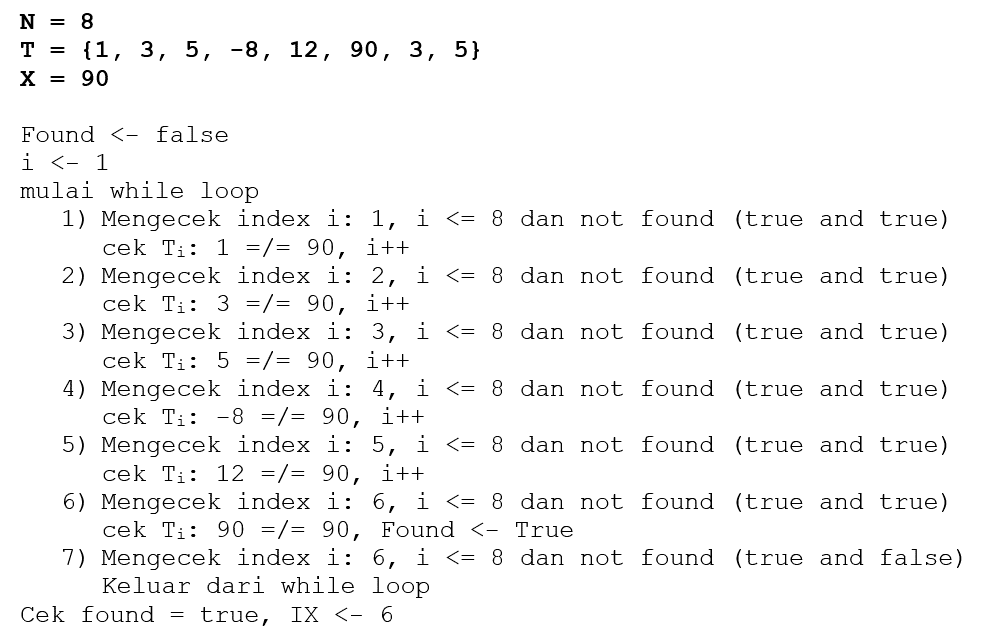 N = 8
T = {1, 3, 5, -8, 12, 90, 3, 5}
X = 90
Found <- false
i <- 1
mulai while loop
1) Mengecek index i: 1, i <= 8 dan not found (true and true)
cek Tᵢ: 1 =/= 90, i++
2) Mengecek index i: 2, i <= 8 dan not found (true and true)
cek Tᵢ: 3 =/= 90, i++
3) Mengecek index i: 3, i <= 8 dan not found (true and true)
cek Tᵢ: 5 =/= 90, i++
4) Mengecek index i: 4, i <= 8 dan not found (true and true)
cek Tᵢ: -8 =/= 90, i++
5) Mengecek index i: 5, i <= 8 dan not found (true and true)
cek Tᵢ: 12 =/= 90, i++
6) Mengecek index i: 6, i <= 8 dan not found (true and true)
cek Tᵢ: 90 =/= 90, Found <- True
7) Mengecek index i: 6, i <= 8 dan not found (true and false)
Keluar dari while loop
Cek found = true, IX <- 6